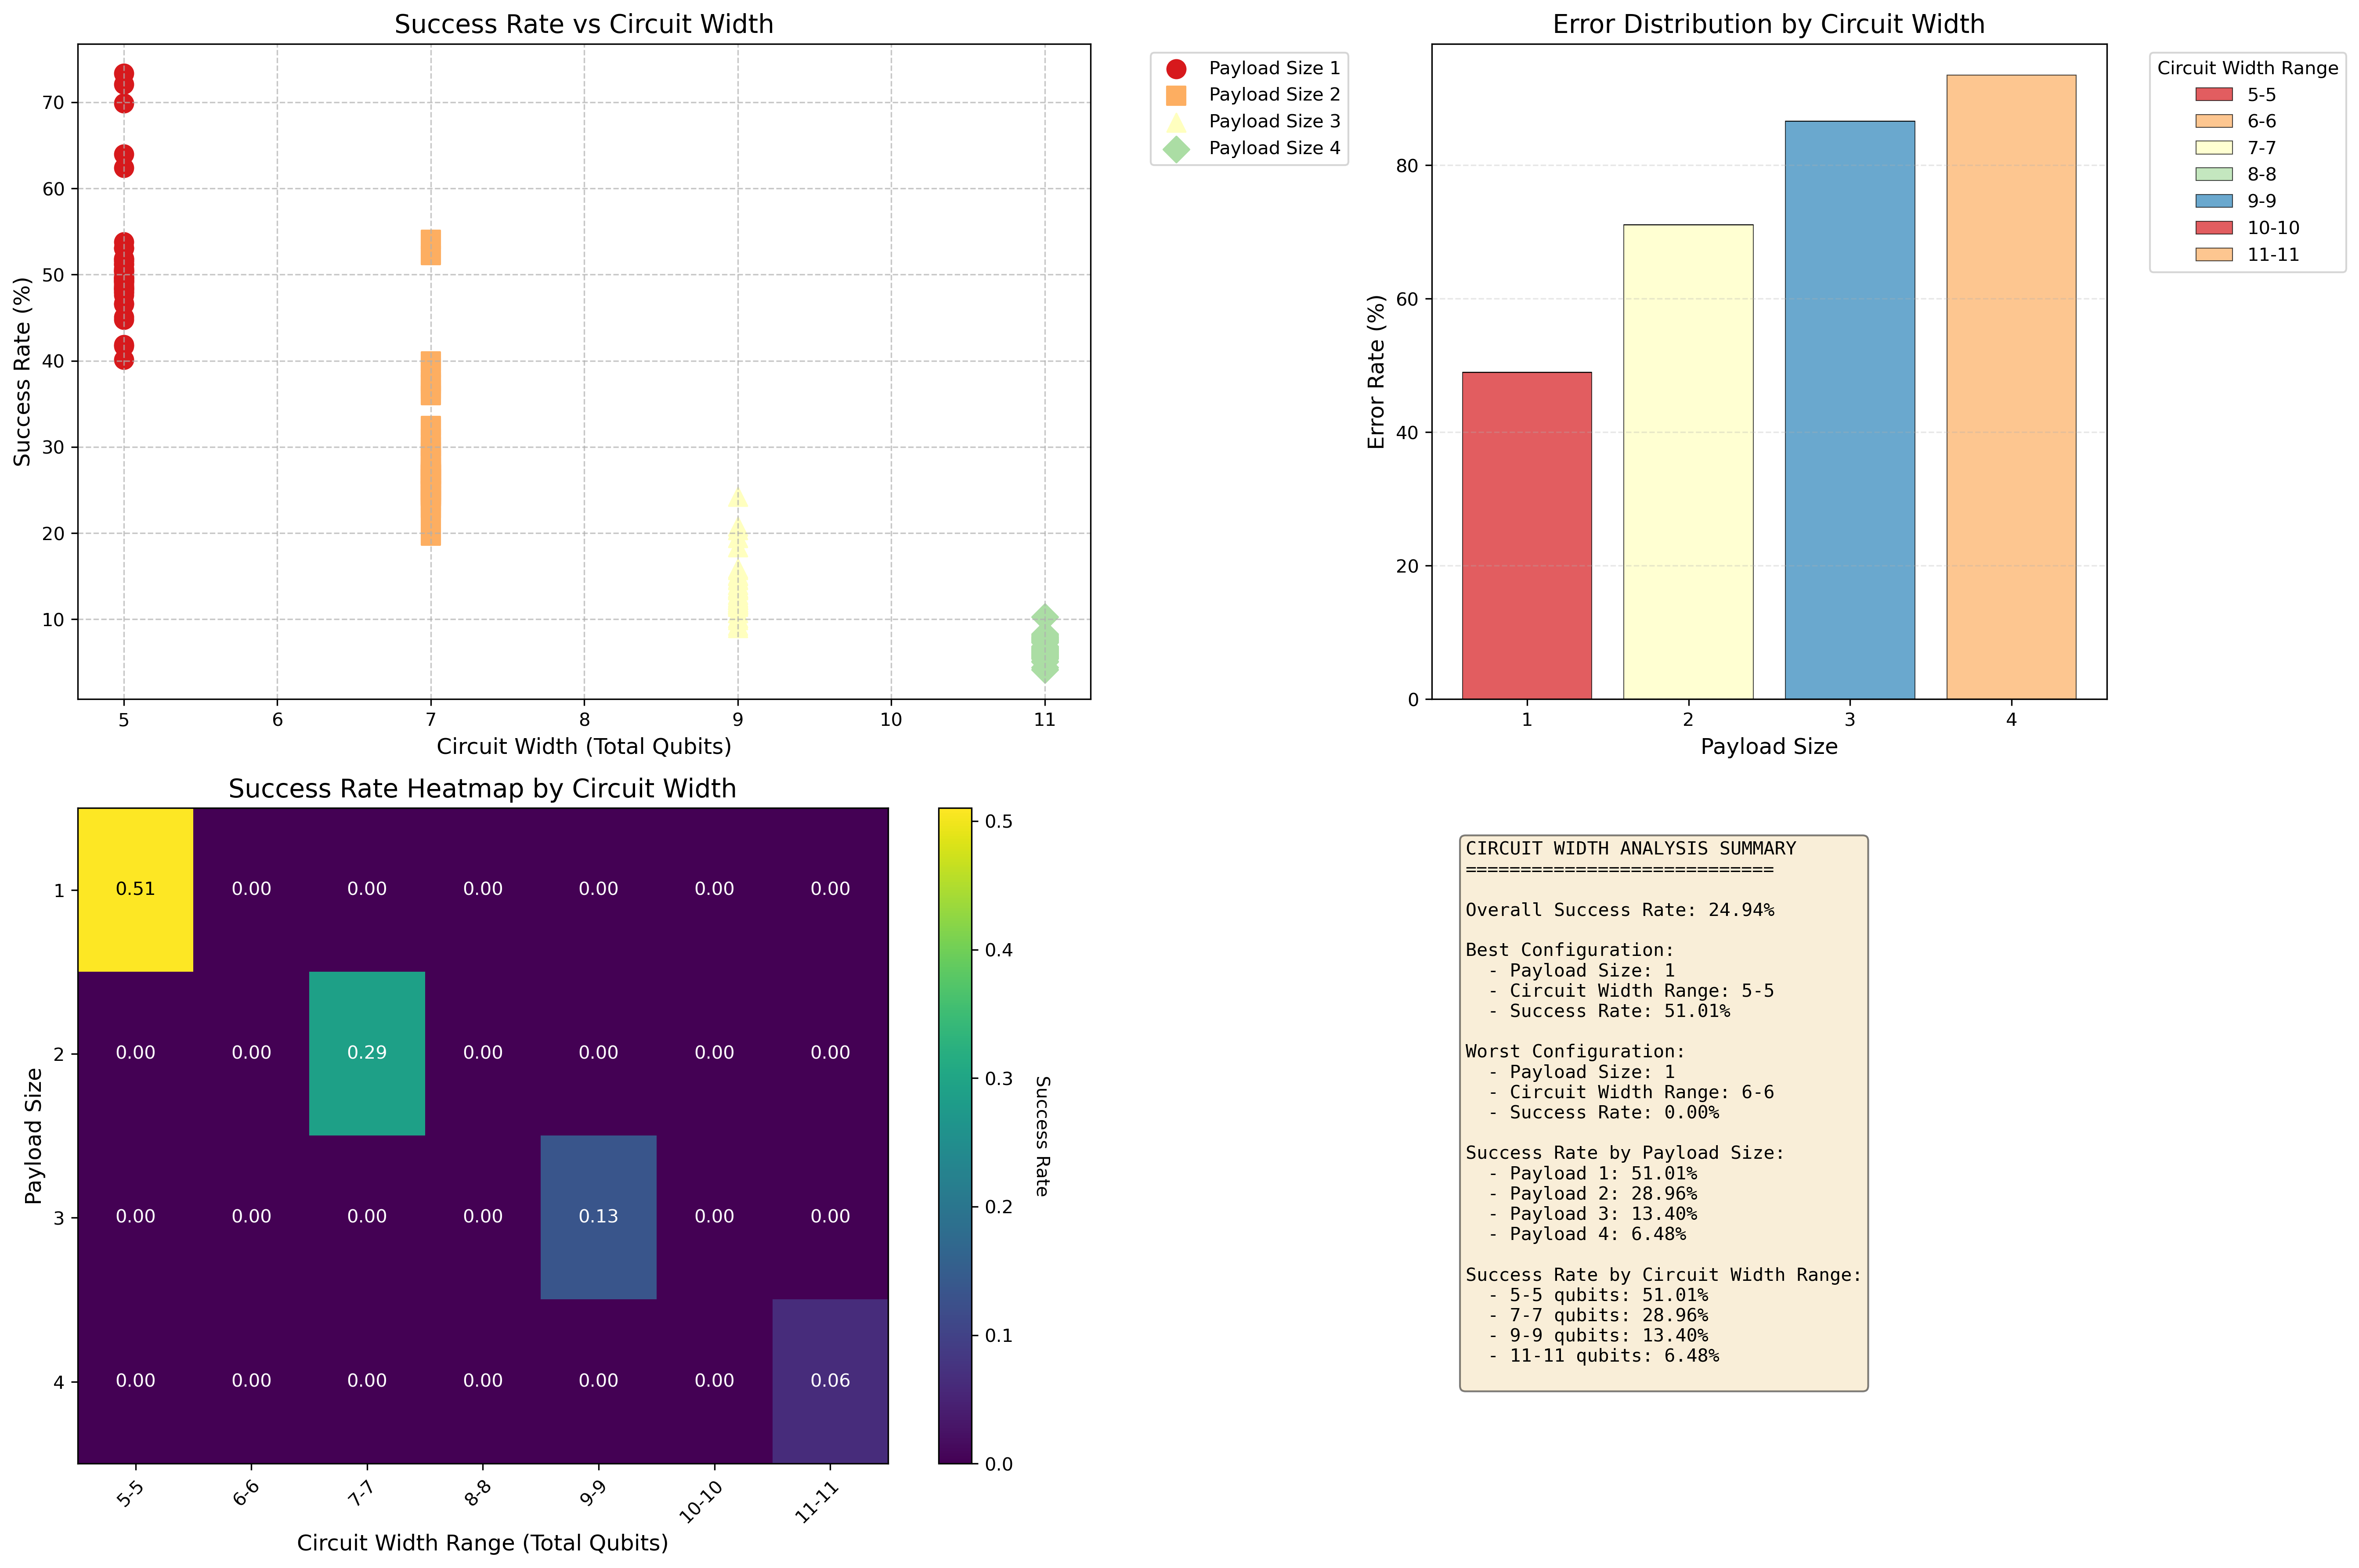 Success Rate vs Circuit Width
Success Rate (%)
70
60
50
40
30
20
10
5 6 7 8 9 10 11
Circuit Width (Total Qubits)
Payload Size 1
Payload Size 2
Payload Size 3
Payload Size 4
Error Distribution by Circuit Width
Error Rate (%)
80
60
40
20
0
1 2 3 4
Payload Size
Circuit Width Range
5-5
6-6
7-7
8-8
9-9
10-10
11-11
Success Rate Heatmap by Circuit Width
Payload Size
1 0.51 0.00 0.00 0.00 0.00 0.00 0.00
2 0.00 0.00 0.29 0.00 0.00 0.00 0.00
3 0.00 0.00 0.00 0.00 0.13 0.00 0.00
4 0.00 0.00 0.00 0.00 0.00 0.00 0.06
5-5 6-6 7-7 8-8 9-9 10-10 11-11
Circuit Width Range (Total Qubits)
0.5
0.4
0.3
0.2
0.1
0.0
Success Rate
CIRCUIT WIDTH ANALYSIS SUMMARY
============================
Overall Success Rate: 24.94%
Best Configuration:
- Payload Size: 1
- Circuit Width Range: 5-5
- Success Rate: 51.01%
Worst Configuration:
- Payload Size: 1
- Circuit Width Range: 6-6
- Success Rate: 0.00%
Success Rate by Payload Size:
- Payload 1: 51.01%
- Payload 2: 28.96%
- Payload 3: 13.40%
- Payload 4: 6.48%
Success Rate by Circuit Width Range:
- 5-5 qubits: 51.01%
- 7-7 qubits: 28.96%
- 9-9 qubits: 13.40%
- 11-11 qubits: 6.48%